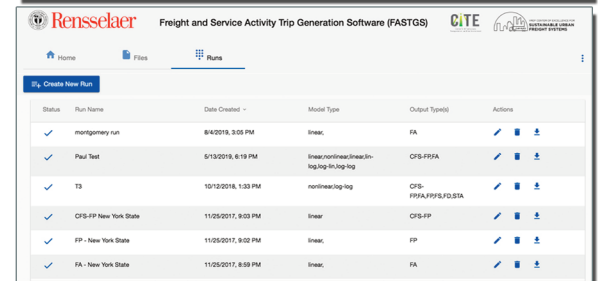 Rensselaer
Freight and Service Activity Trip Generation Software (FASTGS)
CITE
SUSTAINABLE URBAN
FREIGHT SYSTEMS
Home
Files
Runs
Create New Run
Status Run Name Date Created Model Type Output Type(s) Actions
montgomery run 8/4/2019, 3:05 PM linear, FA
Paul Test 5/13/2019, 6:19 PM linear,nonlinear,linear,lin- CFS-FP,FA
log,log-lin,log-log
T3 10/12/2018, 1:33 PM nonlinear,log-log CFS-
FP,FA,FP,FS,FD,STA
CFS-FP New York State 11/25/2017, 9:03 PM linear CFS-FP
FP - New York State 11/25/2017, 9:02 PM linear, FP
FA - New York State 11/25/2017, 8:59 PM linear, FA